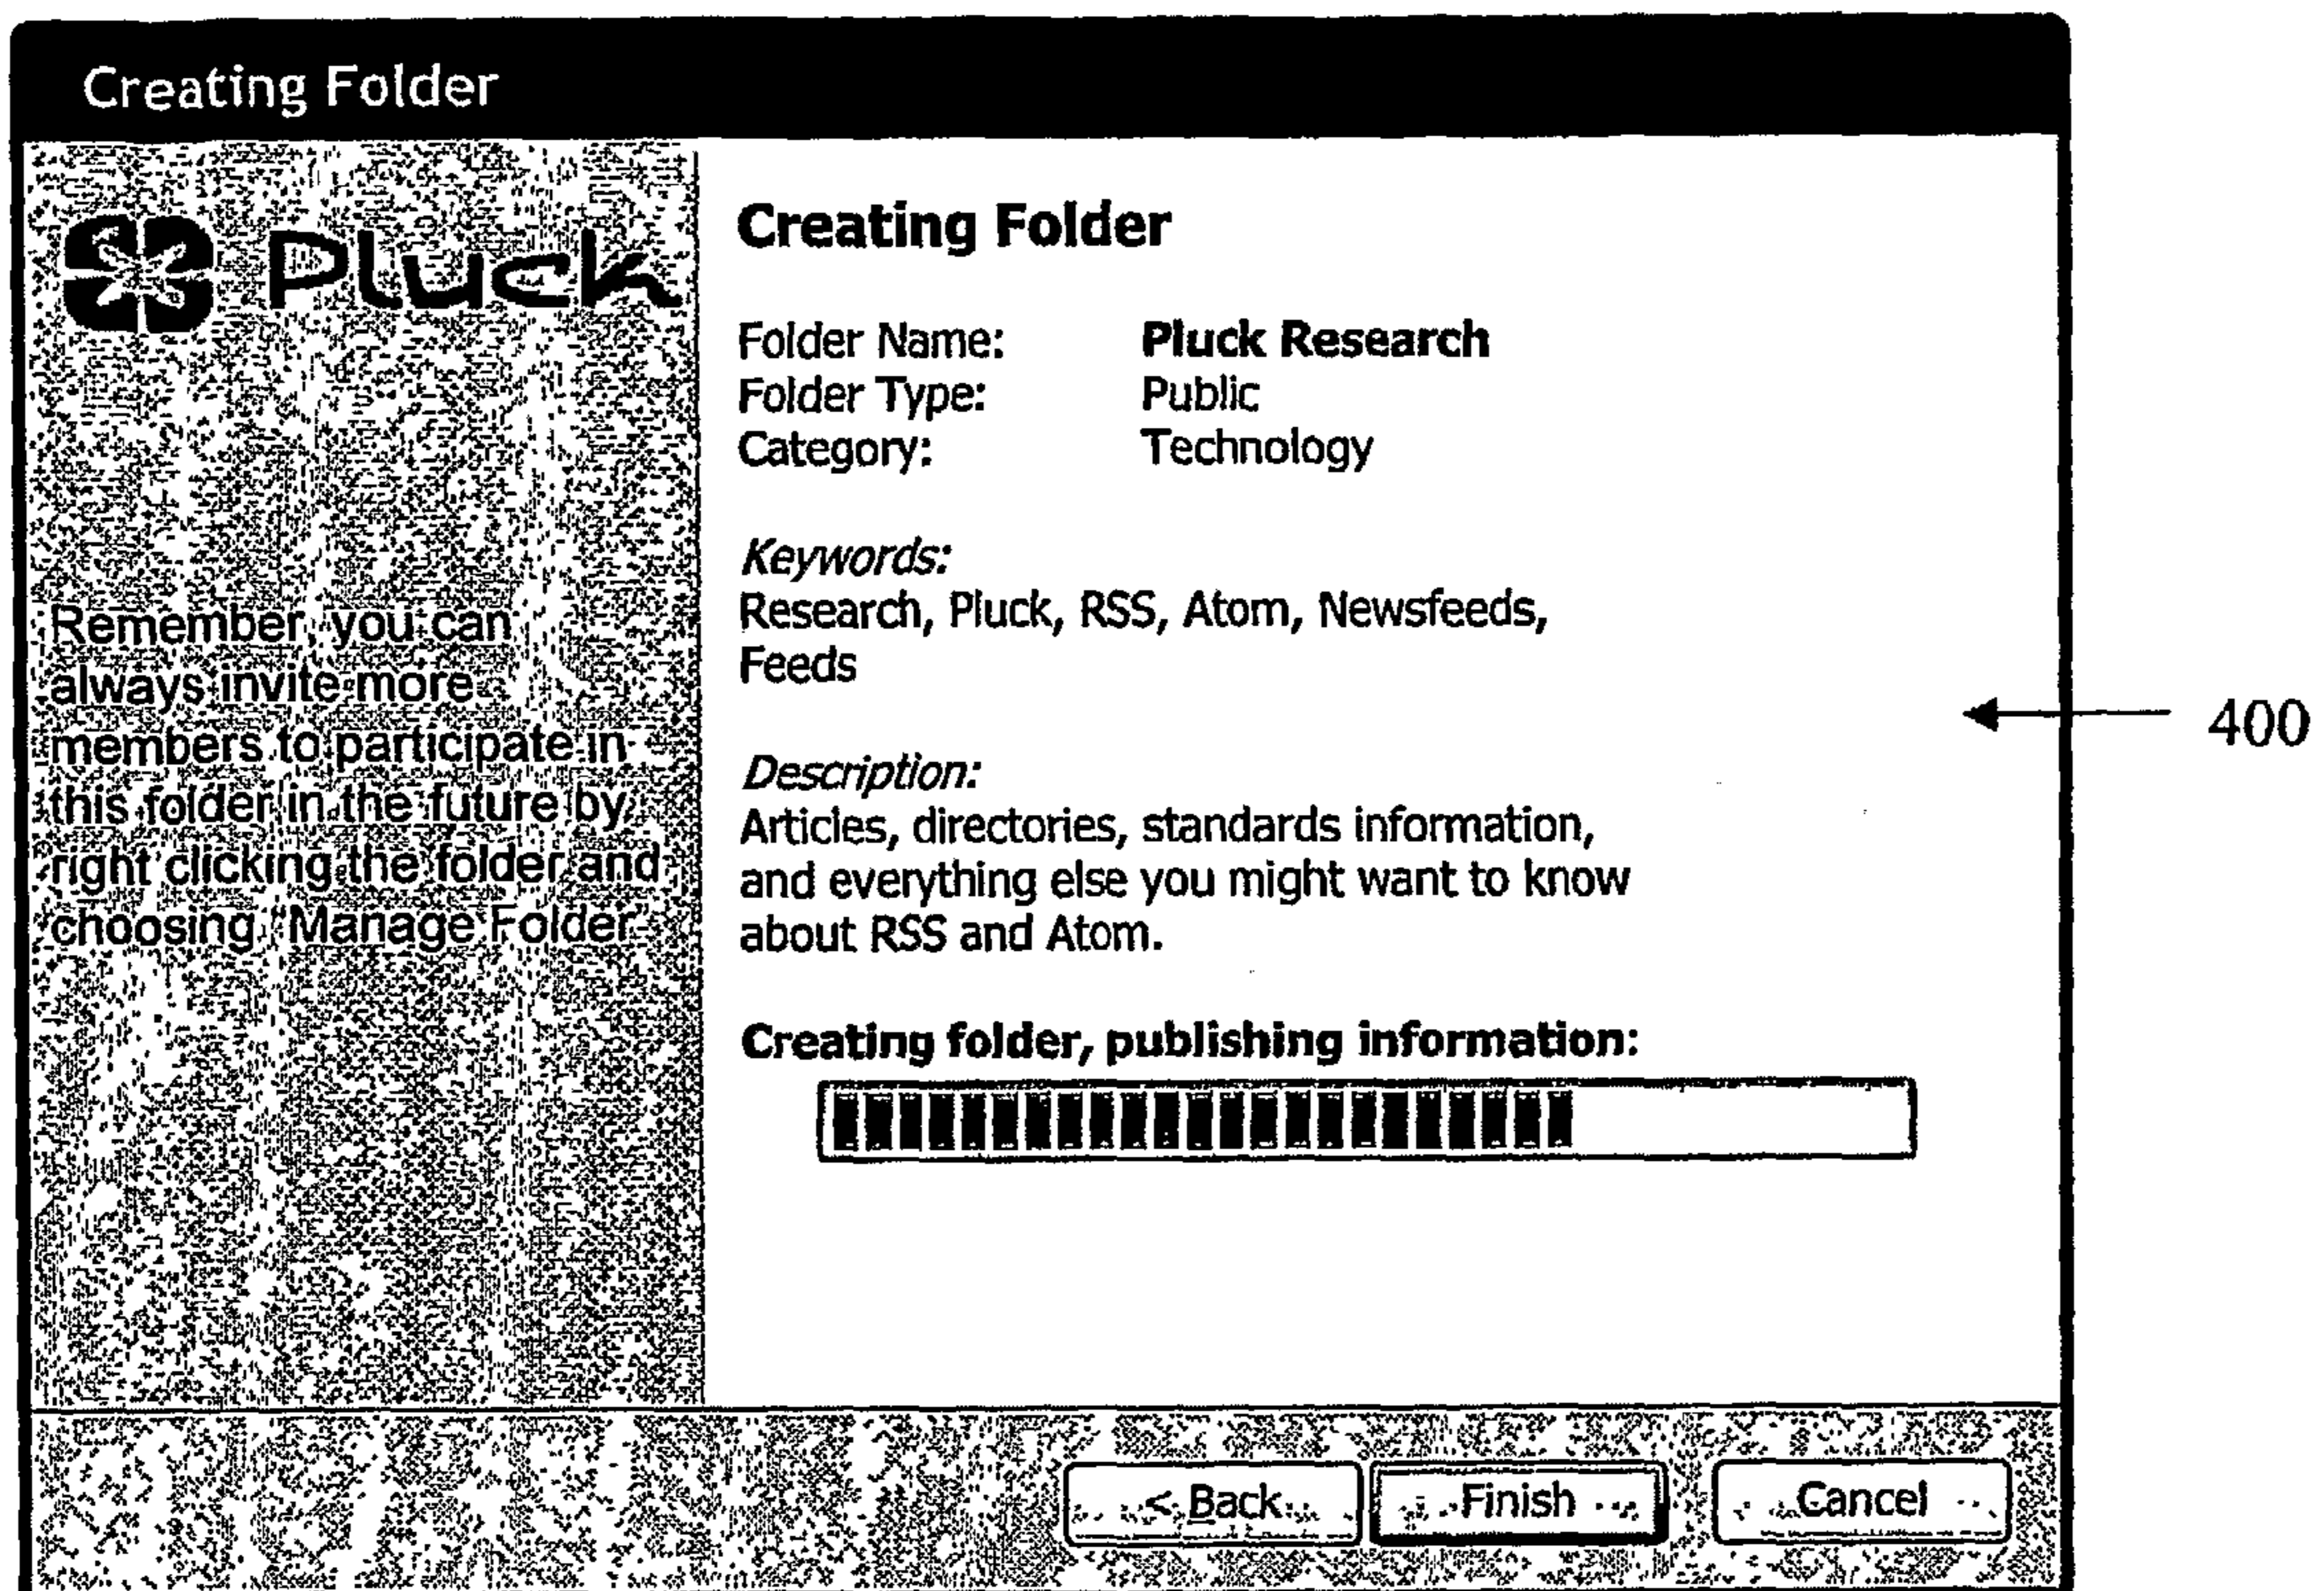 Creating Folder
Pluck
Remember, you can
always invite more
members to participate in
this folder in the future by
right clicking the folder and
choosing "Manage Folder
Creating Folder
Folder Name: Pluck Research
Folder Type: Public
Category: Technology
Keywords:
Research, Pluck, RSS, Atom, Newsfeeds,
Feeds
Description:
Articles, directories, standards information,
and everything else you might want to know
about RSS and Atom.
Creating folder, publishing information:
400
< Back Finish Cancel